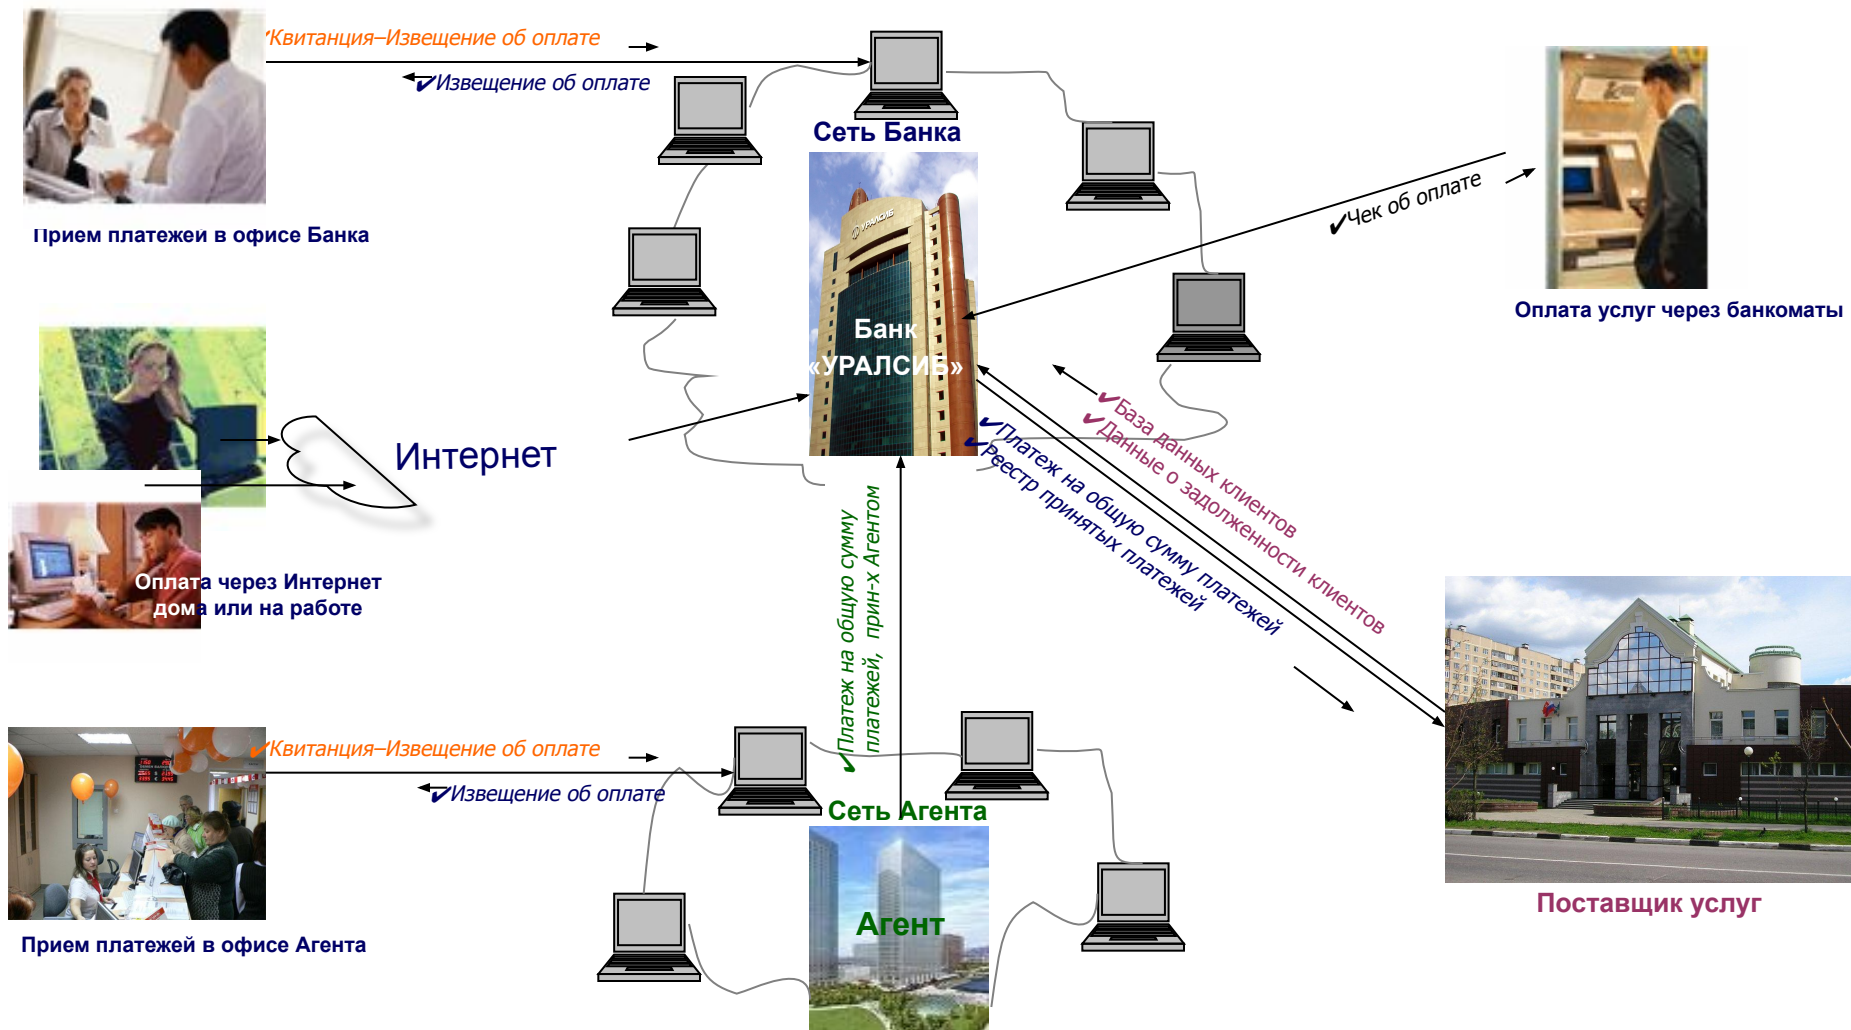 ✔Квитанция–Извещение об оплате
✔Извещение об оплате
Сеть Банка
Прием платежей в офисе Банка
✔Чек об оплате
Оплата услуг через банкоматы
УРАЛСИБ
Банк
«УРАЛСИБ»
Интернет
✔База данных клиентов
✔Данные о задолженности клиентов
✔Платеж на общую сумму платежей
✔Реестр принятых платежей
✔Платеж на общую сумму
платежей, прин-х Агентом
Оплата через Интернет
дома или на работе
✔Квитанция–Извещение об оплате
✔Извещение об оплате
Сеть Агента
Агент
Поставщик услуг
Прием платежей в офисе Агента